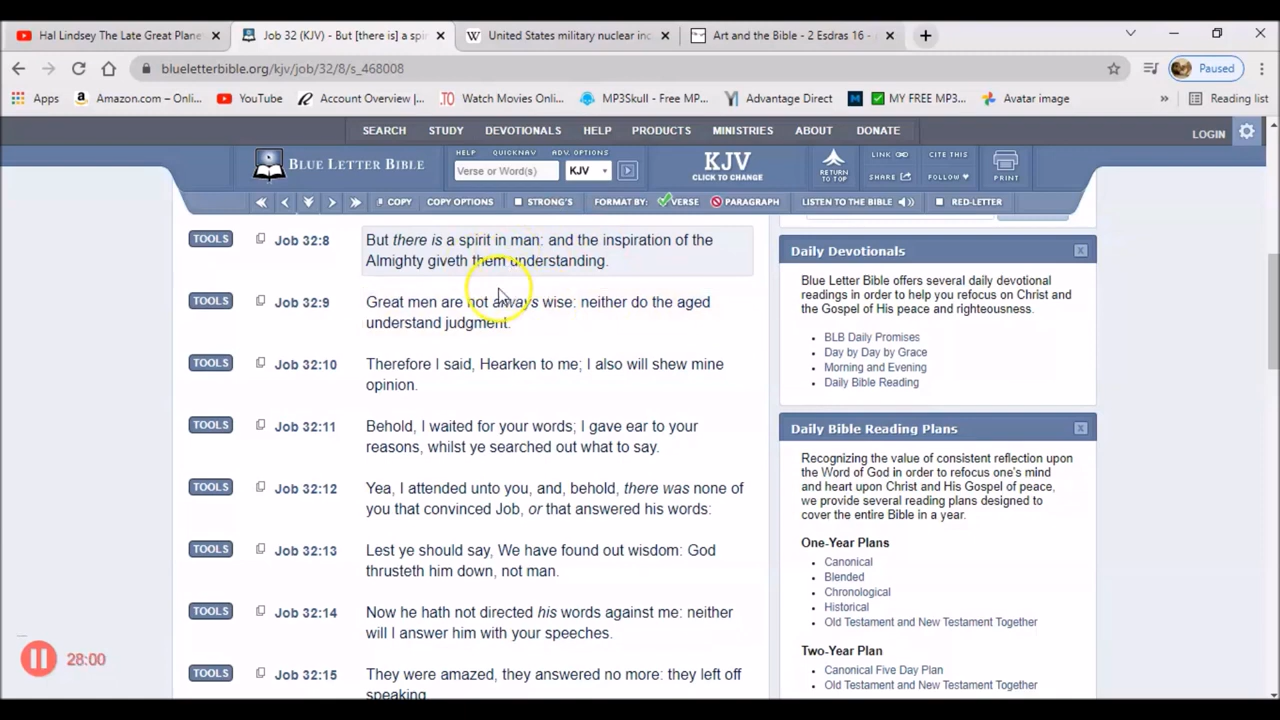 Hal Lindsey The Late Great Plane
Job 32 (KJV) - But [there is] a spi
United States military nuclear inc
Art and the Bible - 2 Esdras 16 -
blueletterbible.org/kjv/job/32/8/s_468008
Paused
Apps
Amazon.com – Onli...
YouTube
Account Overview |...
Watch Movies Onli...
MP3Skull - Free MP...
Advantage Direct
MY FREE MP3...
Avatar image
»
Reading list
SEARCH STUDY DEVOTIONALS HELP PRODUCTS MINISTRIES ABOUT DONATE
LOGIN
BLUE LETTER BIBLE
HELP QUICKNAV ADV. OPTIONS
Verse or Word(s)
KJV
KJV
CLICK TO CHANGE
RETURN
TO TOP
LINK
CITE THIS
SHARE
FOLLOW
PRINT
COPY
COPY OPTIONS
STRONG'S
FORMAT BY:
VERSE
PARAGRAPH
LISTEN TO THE BIBLE
RED-LETTER
TOOLS Job 32:8 But there is a spirit in man: and the inspiration of the
Almighty giveth them understanding.
TOOLS Job 32:9 Great men are not always wise: neither do the aged
understand judgment.
TOOLS Job 32:10 Therefore I said, Hearken to me; I also will shew mine
opinion.
TOOLS Job 32:11 Behold, I waited for your words; I gave ear to your
reasons, whilst ye searched out what to say.
TOOLS Job 32:12 Yea, I attended unto you, and, behold, there was none of
you that convinced Job, or that answered his words:
TOOLS Job 32:13 Lest ye should say, We have found out wisdom: God
thrusteth him down, not man.
TOOLS Job 32:14 Now he hath not directed his words against me: neither
will I answer him with your speeches.
TOOLS Job 32:15 They were amazed, they answered no more: they left off
speaking.
Daily Devotionals
Blue Letter Bible offers several daily devotional
readings in order to help you refocus on Christ and
the Gospel of His peace and righteousness.
BLB Daily Promises
Day by Day by Grace
Morning and Evening
Daily Bible Reading
Daily Bible Reading Plans
Recognizing the value of consistent reflection upon
the Word of God in order to refocus one's mind
and heart upon Christ and His Gospel of peace,
we provide several reading plans designed to
cover the entire Bible in a year.
One-Year Plans
Canonical
Blended
Chronological
Historical
Old Testament and New Testament Together
Two-Year Plan
Canonical Five Day Plan
Old Testament and New Testament Together
28:00